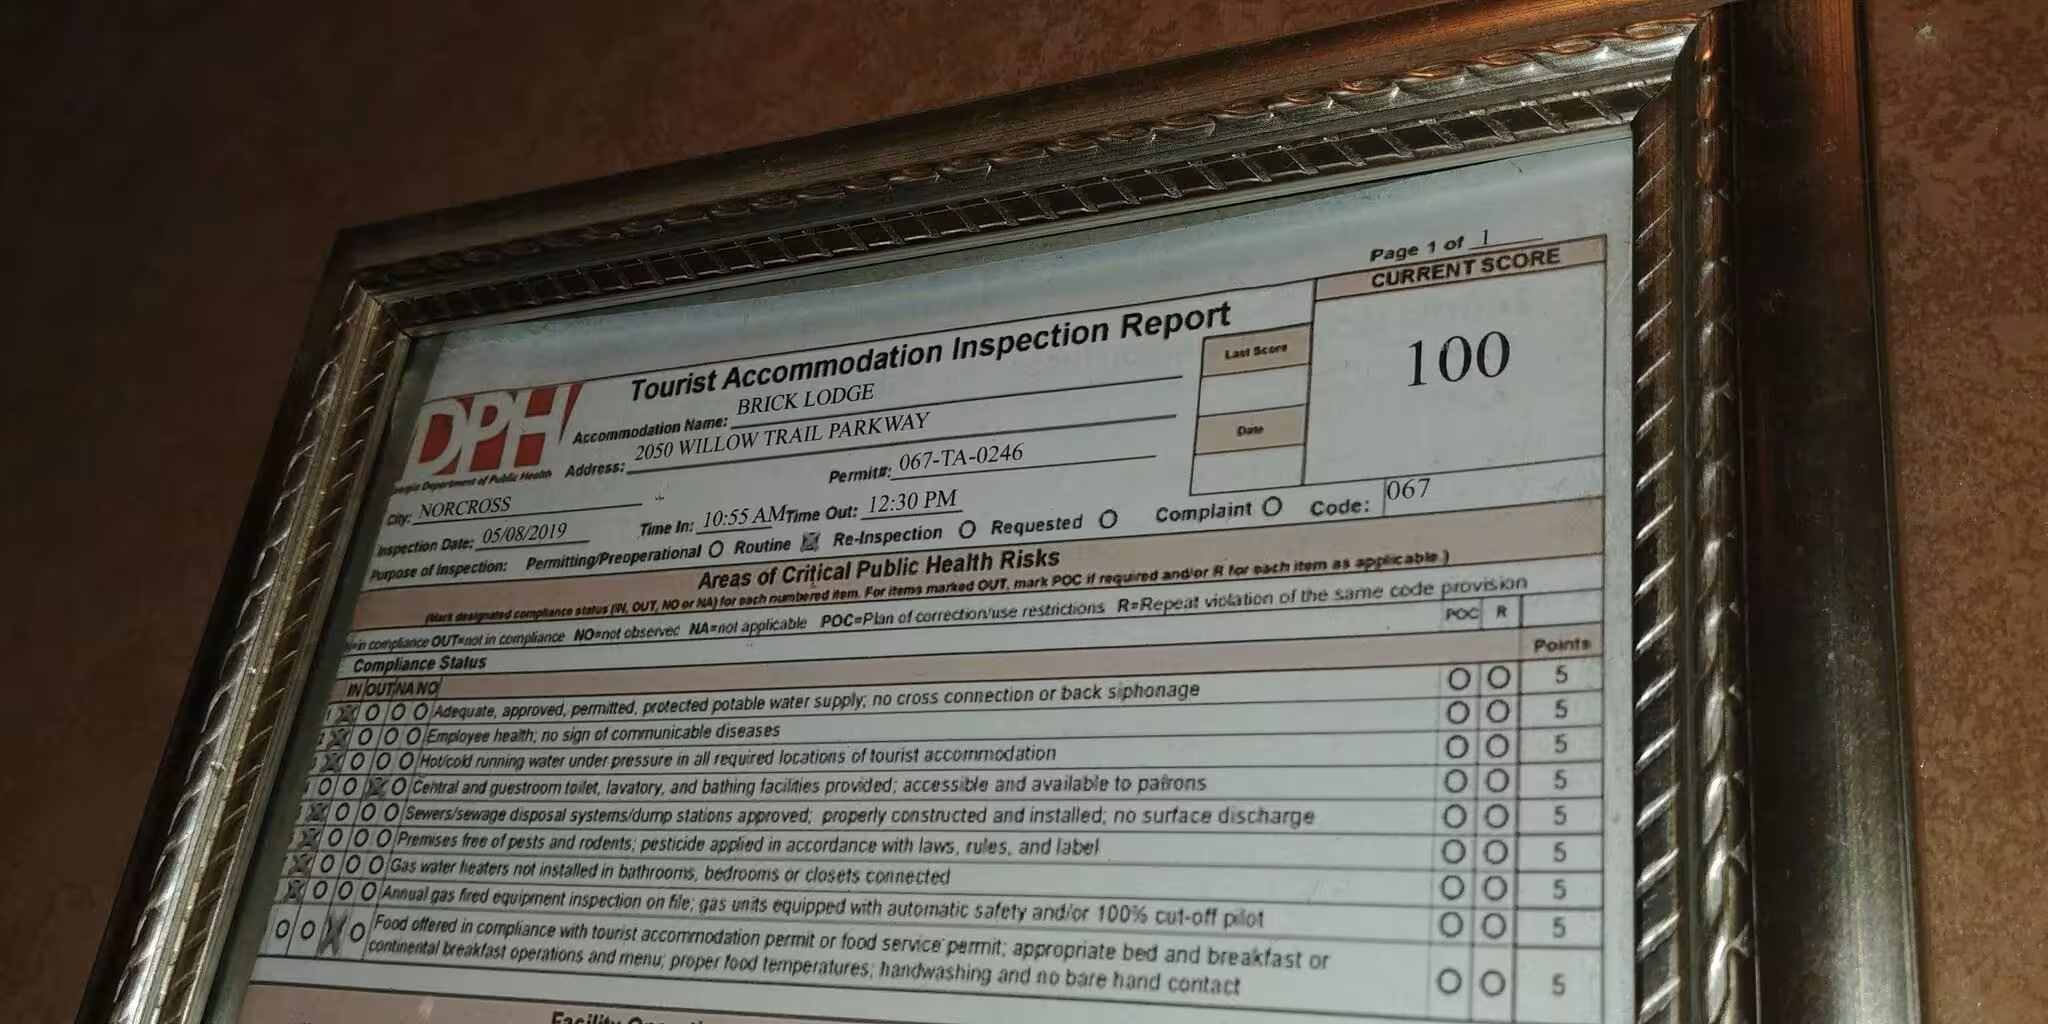 Page 1 of 1
CURRENT SCORE
100
Tourist Accommodation Inspection Report
Last Score
Date
DPH
Department of Public Health
Accommodation Name: BRICK LODGE
Address: 2050 WILLOW TRAIL PARKWAY
City: NORCROSS
Permit#: 067-TA-0246
Inspection Date: 05/08/2019
Time In: 10:55 AM Time Out: 12:30 PM
Purpose of Inspection: Permitting/Preoperational O Routine Re-Inspection O Requested O Complaint O Code: 067
Areas of Critical Public Health Risks
(Mark designated compliance status (IN, OUT, NO or NA) for each numbered item. For items marked OUT, mark POC if required and/or R for each item as applicable.)
in compliance OUT=not in compliance NO=not observed NA=not applicable POC=Plan of correction/use restrictions R=Repeat violation of the same code provision
POC R
Compliance Status
Points
IN OUT NA NO
5
1 Adequate, approved, permitted, protected potable water supply; no cross connection or back siphonage 5
2 Employee health; no sign of communicable diseases 5
Hot/cold running water under pressure in all required locations of tourist accommodation 5
Central and guestroom toilet, lavatory, and bathing facilities provided; accessible and available to patrons 5
Sewers/sewage disposal systems/dump stations approved; properly constructed and installed; no surface discharge 5
Premises free of pests and rodents; pesticide applied in accordance with laws, rules, and label 5
Gas water heaters not installed in bathrooms, bedrooms or closets connected 5
Annual gas fired equipment inspection on file; gas units equipped with automatic safety and/or 100% cut-off pilot
Food offered in compliance with tourist accommodation permit or food service permit; appropriate bed and breakfast or
continental breakfast operations and menu; proper food temperatures; handwashing and no bare hand contact 5
Facility